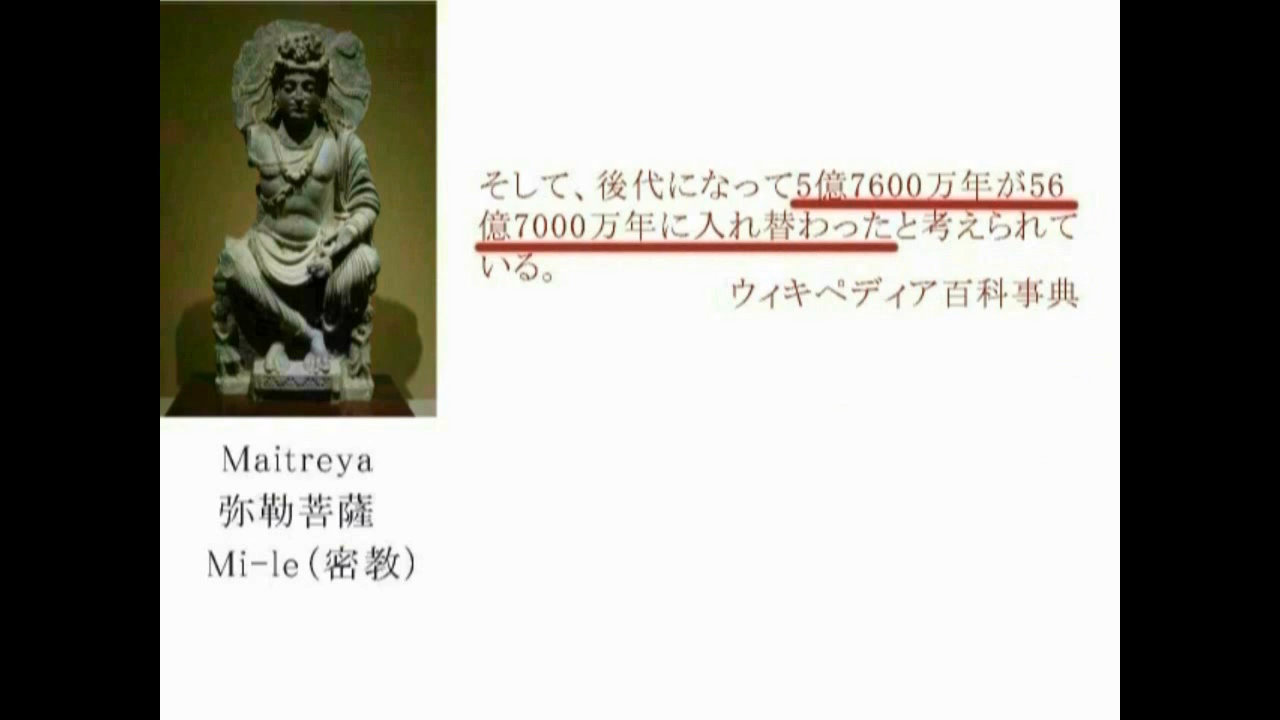 そして、後代になって5億7600万年が56
億7000万年に入れ替わったと考えられて
いる。
ウィキペディア百科事典
Maitreya
弥勒菩薩
Mi-le(密教)